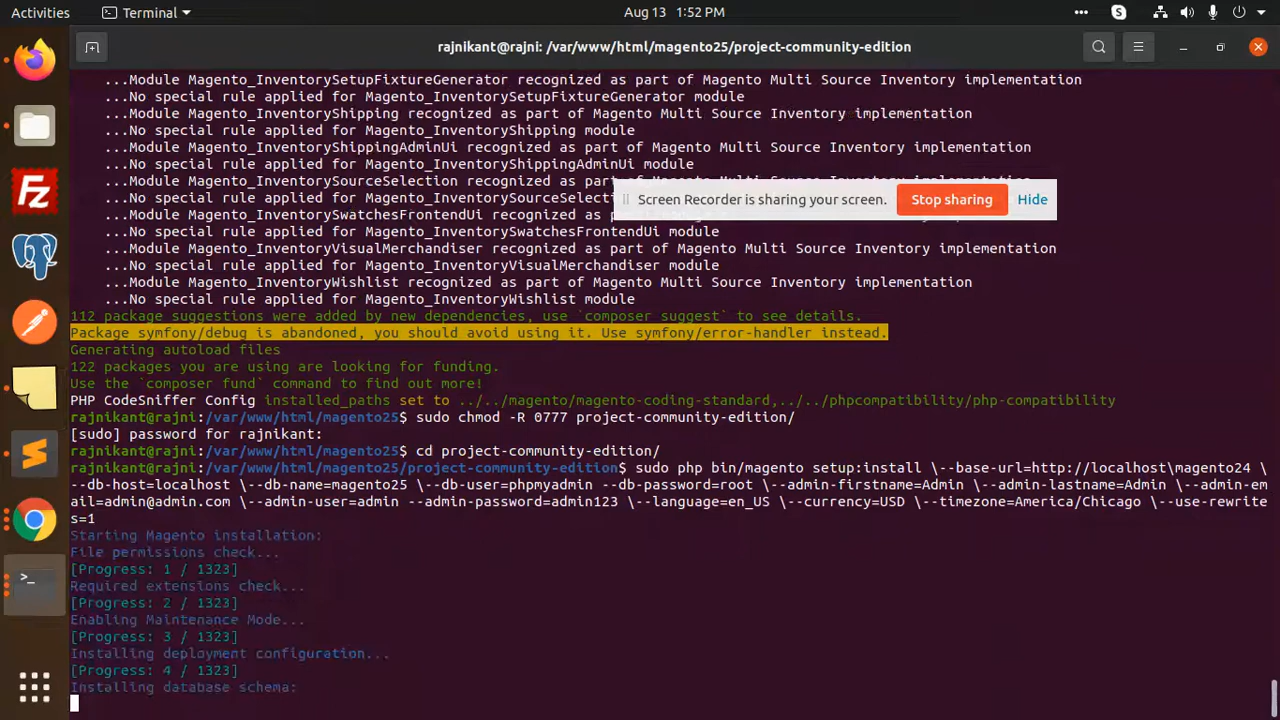 Activities
Terminal
Aug 13 1:52 PM
rajnikant@rajni: /var/www/html/magento25/project-community-edition
...Module Magento_InventorySetupFixtureGenerator recognized as part of Magento Multi Source Inventory implementation
...No special rule applied for Magento_InventorySetupFixtureGenerator module
...Module Magento_InventoryShipping recognized as part of Magento Multi Source Inventory implementation
...No special rule applied for Magento_InventoryShipping module
...Module Magento_InventoryShippingAdminUi recognized as part of Magento Multi Source Inventory implementation
...No special rule applied for Magento_InventoryShippingAdminUi module
...Module Magento_InventorySourceSelection recognized as part of Magento Multi Source Inventory implementation
...No special rule applied for Magento_InventorySourceSelecti
Screen Recorder is sharing your screen.
Stop sharing
Hide
...Module Magento_InventorySwatchesFrontendUi recognized as part of Magento Multi Source Inventory implementation
...No special rule applied for Magento_InventorySwatchesFrontendUi module
...Module Magento_InventoryVisualMerchandiser recognized as part of Magento Multi Source Inventory implementation
...No special rule applied for Magento_InventoryVisualMerchandiser module
...Module Magento_InventoryWishlist recognized as part of Magento Multi Source Inventory implementation
...No special rule applied for Magento_InventoryWishlist module
112 package suggestions were added by new dependencies, use `composer suggest` to see details.
Package symfony/debug is abandoned, you should avoid using it. Use symfony/error-handler instead.
Generating autoload files
122 packages you are using are looking for funding.
Use the `composer fund` command to find out more!
PHP CodeSniffer Config installed_paths set to ../../magento/magento-coding-standard,../../phpcompatibility/php-compatibility
rajnikant@rajni:/var/www/html/magento25$ sudo chmod -R 0777 project-community-edition/
[sudo] password for rajnikant:
rajnikant@rajni:/var/www/html/magento25$ cd project-community-edition/
rajnikant@rajni:/var/www/html/magento25/project-community-edition$ sudo php bin/magento setup:install \--base-url=http://localhost\magento24 \
--db-host=localhost \--db-name=magento25 \--db-user=phpmyadmin --db-password=root \--admin-firstname=Admin \--admin-lastname=Admin \--admin-em
ail=admin@admin.com \--admin-user=admin --admin-password=admin123 \--language=en_US \--currency=USD \--timezone=America/Chicago \--use-rewrite
s=1
Starting Magento installation:
File permissions check...
[Progress: 1 / 1323]
Required extensions check...
[Progress: 2 / 1323]
Enabling Maintenance Mode...
[Progress: 3 / 1323]
Installing deployment configuration...
[Progress: 4 / 1323]
Installing database schema: